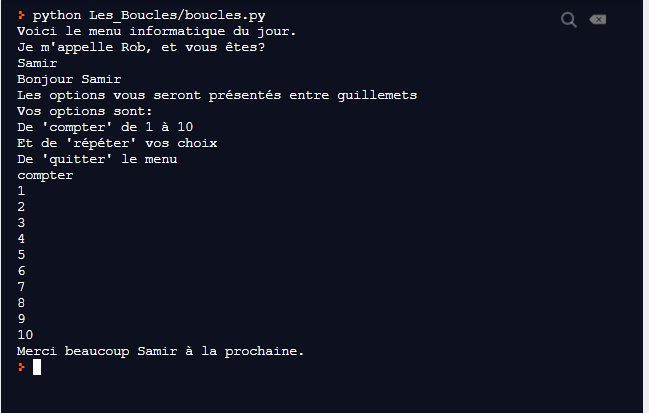 > python Les_Boucles/boucles.py
Voici le menu informatique du jour.
Je m'appelle Rob, et vous êtes?
Samir
Bonjour Samir
Les options vous seront présentés entre guillemets
Vos options sont:
De 'compter' de 1 à 10
Et de 'répéter' vos choix
De 'quitter' le menu
compter
1
2
3
4
5
6
7
8
9
10
Merci beaucoup Samir à la prochaine.
>